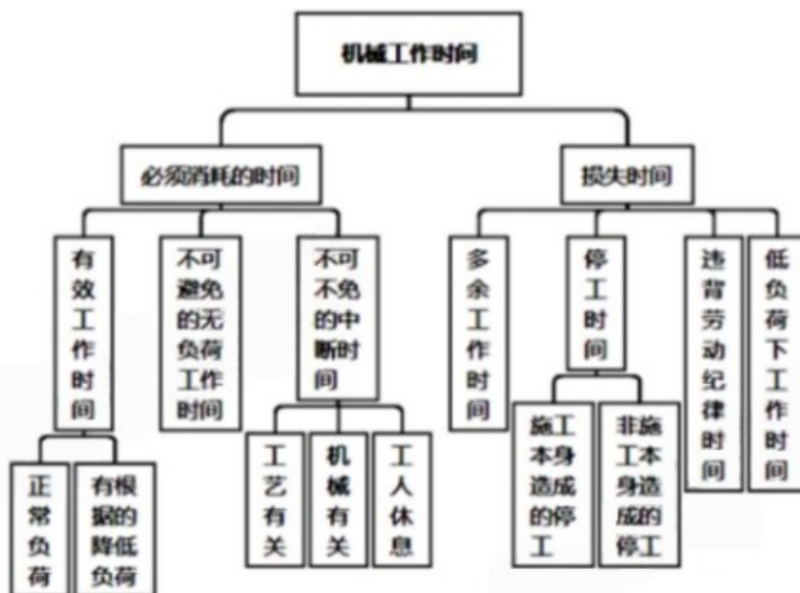 机械工作时间
必须消耗的时间
损失时间
有效工作时间
不可
避免
的无
负荷
工作
时间
不可
不免
的中
断时
间
多余工作时间
停工时间
违背劳动纪律时间
低负荷下工作时间
正常负荷
有根
据的
降低
负荷
工艺有关
机械有关
工人休息
施工
本身
造成
的停
工
非施
工本
身造
成的
停工